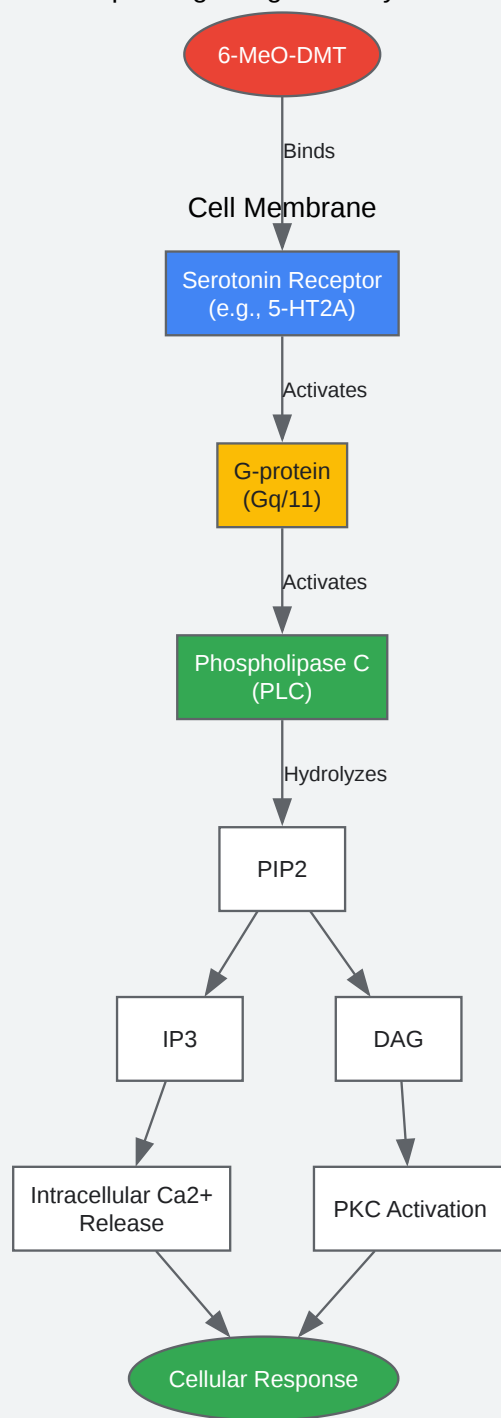 6-MeO-DMT
Binds
Cell Membrane
Serotonin Receptor
(e.g., 5-HT2A)
Activates
G-protein
(Gq/11)
Activates
Phospholipase C
(PLC)
Hydrolyzes
PIP2
IP3
DAG
Intracellular Ca2+
Release
PKC Activation
Cellular Response